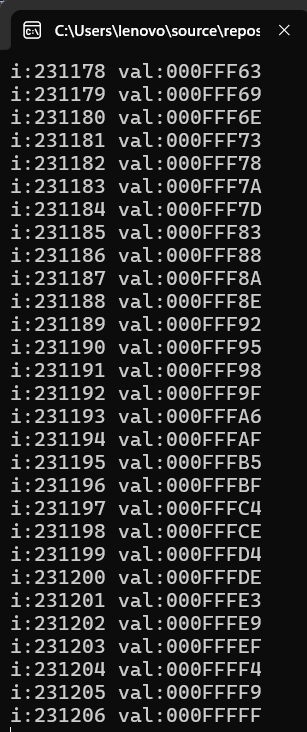 C:\Users\lenovo\source\repos
i:231178 val:000FFF63
i:231179 val:000FFF69
i:231180 val:000FFF6E
i:231181 val:000FFF73
i:231182 val:000FFF78
i:231183 val:000FFF7A
i:231184 val:000FFF7D
i:231185 val:000FFF83
i:231186 val:000FFF88
i:231187 val:000FFF8A
i:231188 val:000FFF8E
i:231189 val:000FFF92
i:231190 val:000FFF95
i:231191 val:000FFF98
i:231192 val:000FFF9F
i:231193 val:000FFFA6
i:231194 val:000FFFAF
i:231195 val:000FFFB5
i:231196 val:000FFFBF
i:231197 val:000FFFC4
i:231198 val:000FFFCE
i:231199 val:000FFFD4
i:231200 val:000FFFDE
i:231201 val:000FFFE3
i:231202 val:000FFFE9
i:231203 val:000FFFEF
i:231204 val:000FFFF4
i:231205 val:000FFFF9
i:231206 val:000FFFFF